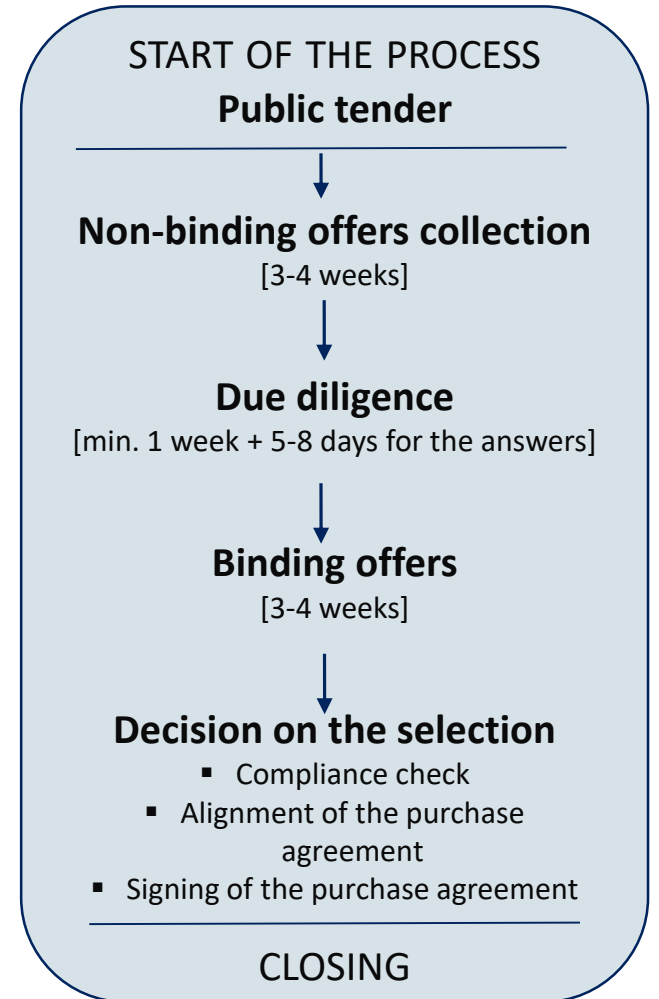 START OF THE PROCESS
Public tender
Non-binding offers collection
[3-4 weeks]
Due diligence
[min. 1 week + 5-8 days for the answers]
Binding offers
[3-4 weeks]
Decision on the selection
▪ Compliance check
▪ Alignment of the purchase
agreement
▪ Signing of the purchase agreement
CLOSING